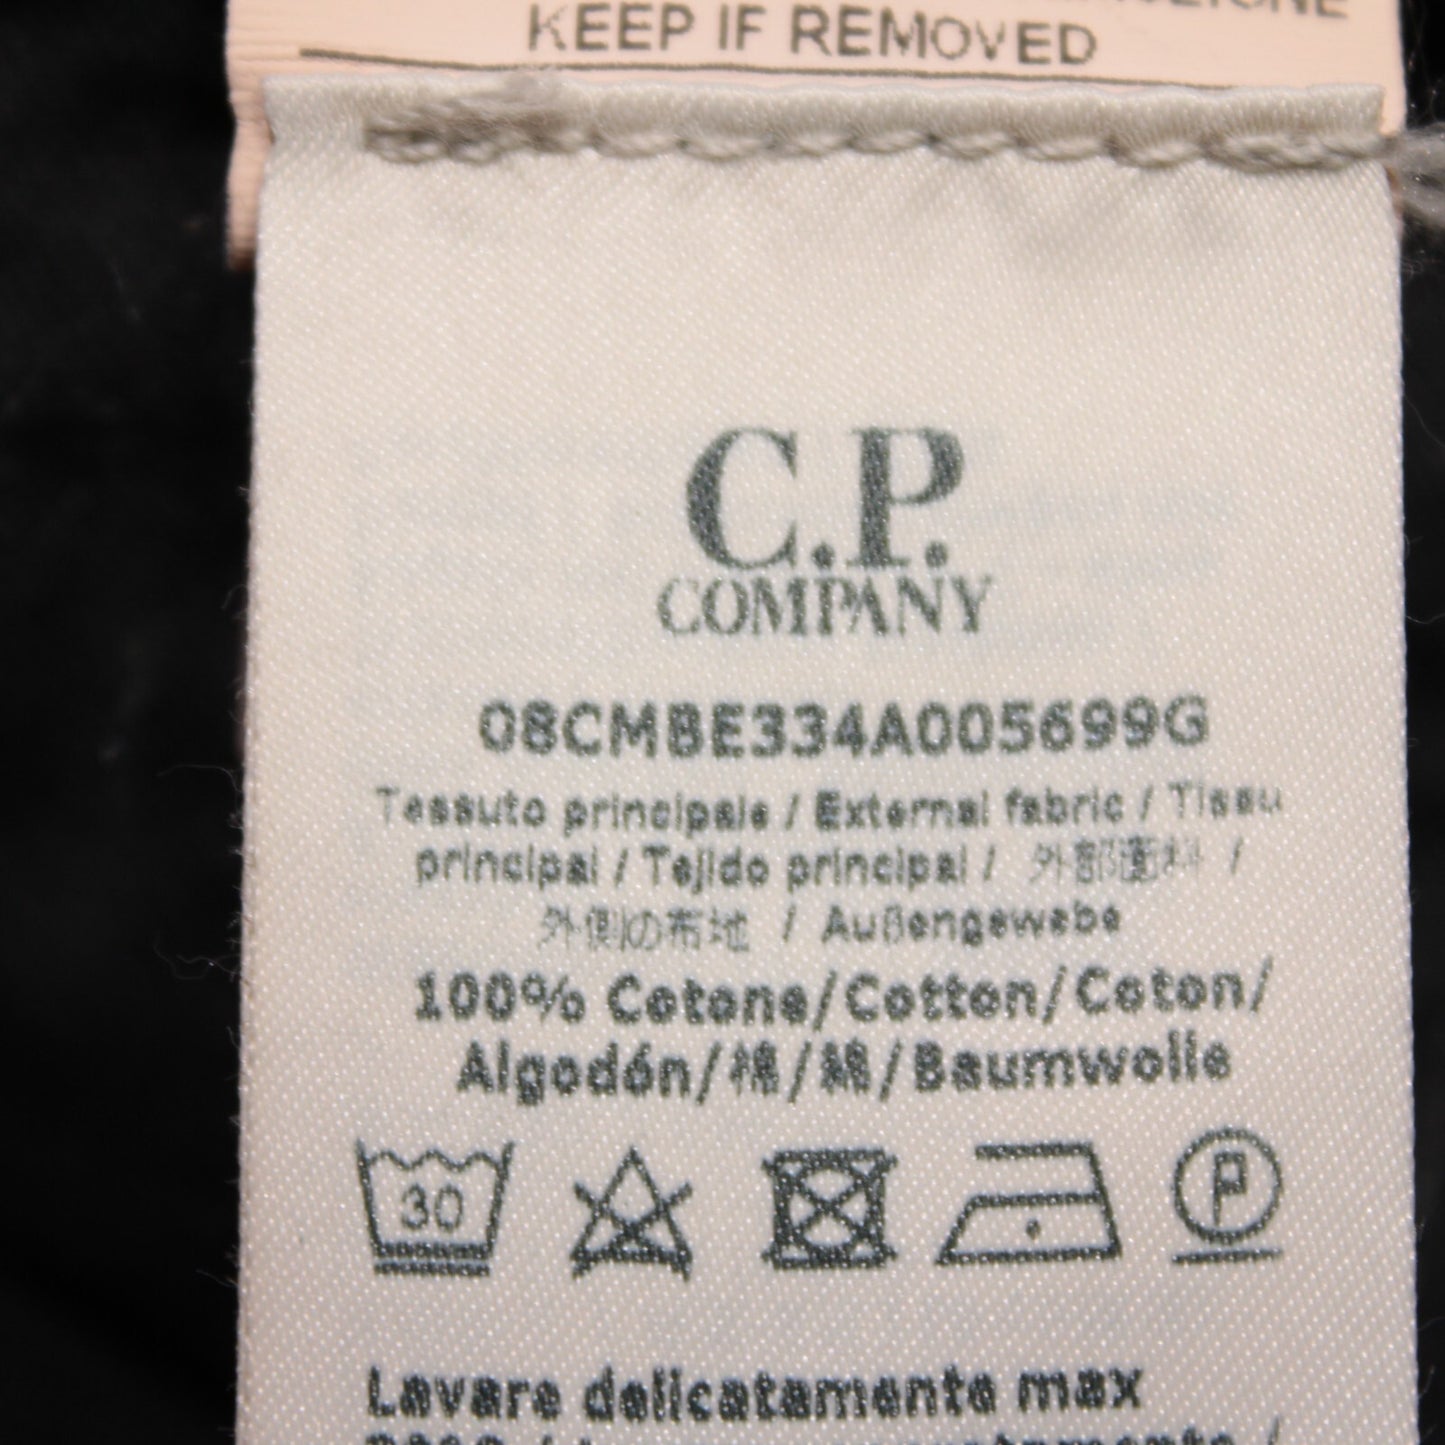 KEEP IF REMOVED
C.P.
COMPANY
08CMBE334A005699G
Tessuto principale / External fabric / Tissu
principal / Tejido principal / 外部面料 /
外側の布地 / Außengewebe
100% Cotone/Cotton/Coton/
Algodón/棉/綿/Baumwolle
30
P
Lavare delicatamente max